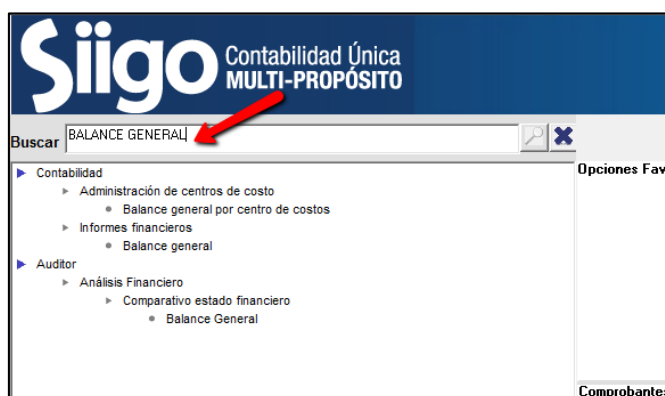 Siigo
Contabilidad Única
MULTI-PROPÓSITO
Buscar BALANCE GENERAL
Contabilidad
Opciones Fav
Administración de centros de costo
Balance general por centro de costos
Informes financieros
Balance general
Auditor
Análisis Financiero
Comparativo estado financiero
Balance General
Comprobantes